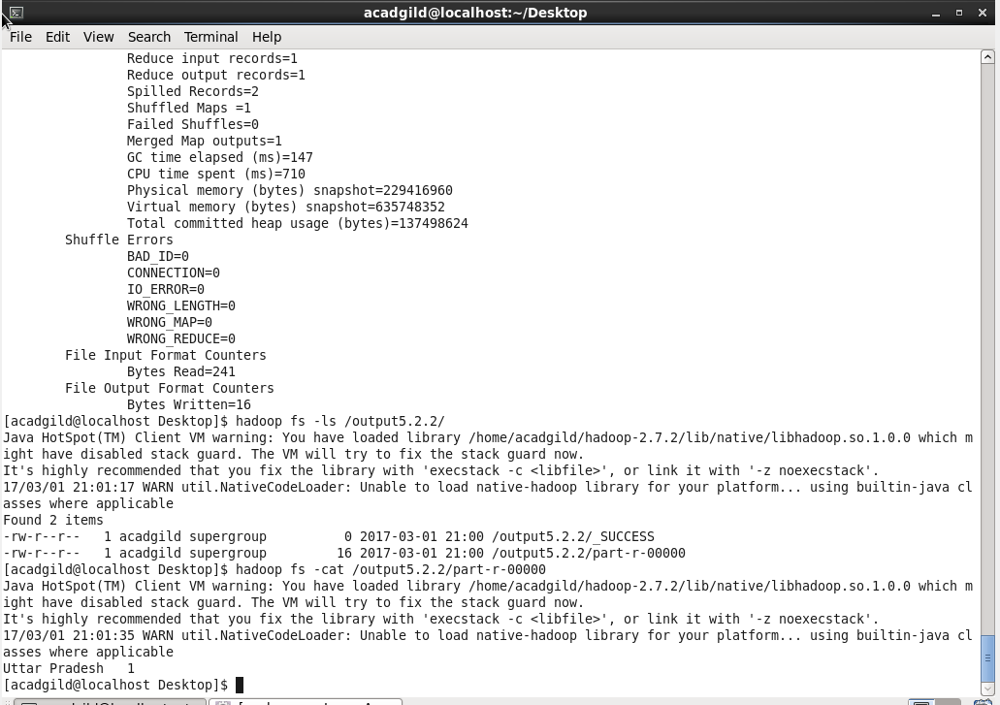 acadgild@localhost:~/Desktop
File Edit View Search Terminal Help
Reduce input records=1
Reduce output records=1
Spilled Records=2
Shuffled Maps =1
Failed Shuffles=0
Merged Map outputs=1
GC time elapsed (ms)=147
CPU time spent (ms)=710
Physical memory (bytes) snapshot=229416960
Virtual memory (bytes) snapshot=635748352
Total committed heap usage (bytes)=137498624
Shuffle Errors
BAD_ID=0
CONNECTION=0
IO_ERROR=0
WRONG_LENGTH=0
WRONG_MAP=0
WRONG_REDUCE=0
File Input Format Counters
Bytes Read=241
File Output Format Counters
Bytes Written=16
[acadgild@localhost Desktop]$ hadoop fs -ls /output5.2.2/
Java HotSpot(TM) Client VM warning: You have loaded library /home/acadgild/hadoop-2.7.2/lib/native/libhadoop.so.1.0.0 which m
ight have disabled stack guard. The VM will try to fix the stack guard now.
It's highly recommended that you fix the library with 'execstack -c <libfile>', or link it with '-z noexecstack'.
17/03/01 21:01:17 WARN util.NativeCodeLoader: Unable to load native-hadoop library for your platform... using builtin-java cl
asses where applicable
Found 2 items
-rw-r--r--   1 acadgild supergroup          0 2017-03-01 21:00 /output5.2.2/_SUCCESS
-rw-r--r--   1 acadgild supergroup         16 2017-03-01 21:00 /output5.2.2/part-r-00000
[acadgild@localhost Desktop]$ hadoop fs -cat /output5.2.2/part-r-00000
Java HotSpot(TM) Client VM warning: You have loaded library /home/acadgild/hadoop-2.7.2/lib/native/libhadoop.so.1.0.0 which m
ight have disabled stack guard. The VM will try to fix the stack guard now.
It's highly recommended that you fix the library with 'execstack -c <libfile>', or link it with '-z noexecstack'.
17/03/01 21:01:35 WARN util.NativeCodeLoader: Unable to load native-hadoop library for your platform... using builtin-java cl
asses where applicable
Uttar Pradesh   1
[acadgild@localhost Desktop]$